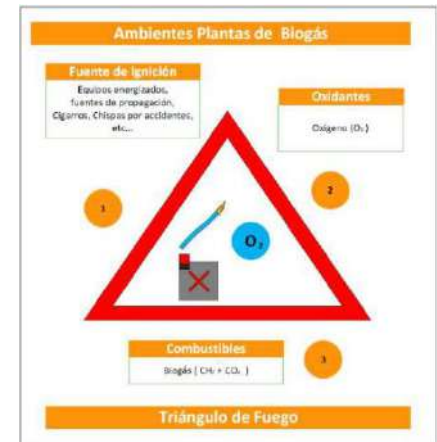 Ambientes Plantas de Biogás
Fuente de Ignición
Equipos energizados,
fuentes de propagación,
Cigarros, Chispas por accidentes,
etc...
Oxidantes
Oxígeno (O₂)
1
2
O₂
Combustibles
Biogás ( CH₄ + CO₂ )
3
Triángulo de Fuego